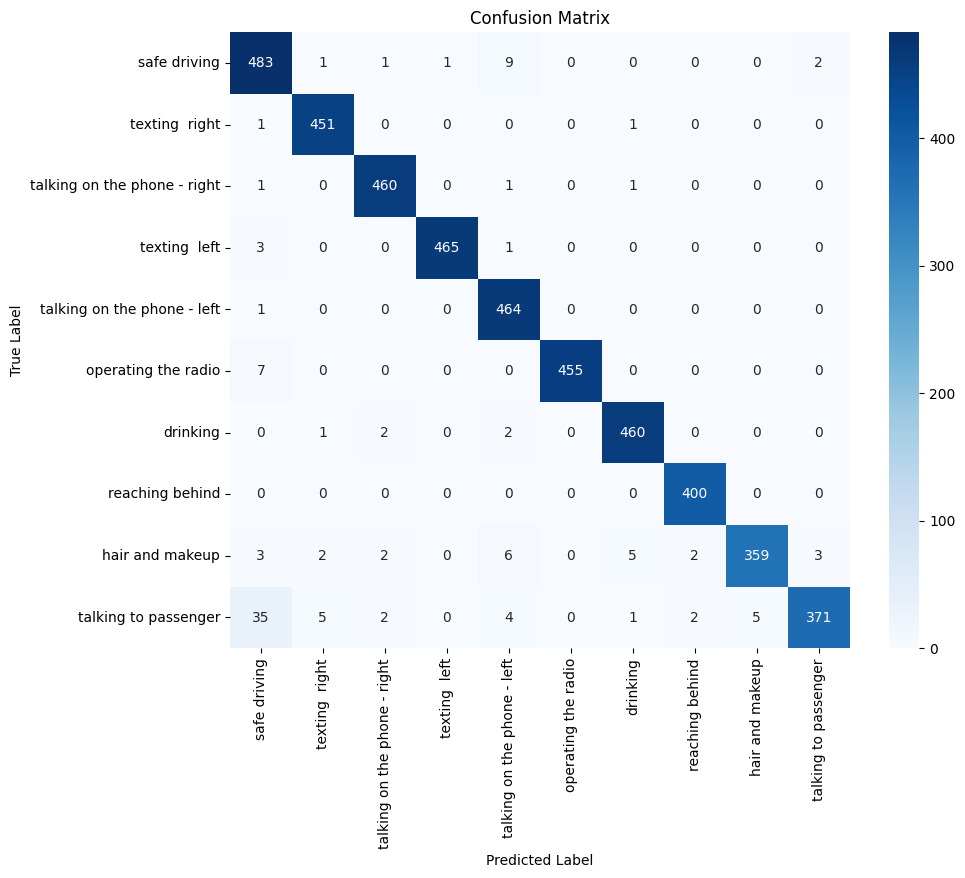 Confusion Matrix
True Label
safe driving 483 1 1 1 9 0 0 0 0 2
texting  right 1 451 0 0 0 0 1 0 0 0
talking on the phone - right 1 0 460 0 1 0 1 0 0 0
texting  left 3 0 0 465 1 0 0 0 0 0
talking on the phone - left 1 0 0 0 464 0 0 0 0 0
operating the radio 7 0 0 0 0 455 0 0 0 0
drinking 0 1 2 0 2 0 460 0 0 0
reaching behind 0 0 0 0 0 0 0 400 0 0
hair and makeup 3 2 2 0 6 0 5 2 359 3
talking to passenger 35 5 2 0 4 0 1 2 5 371
safe driving
texting  right
talking on the phone - right
texting  left
talking on the phone - left
operating the radio
drinking
reaching behind
hair and makeup
talking to passenger
Predicted Label
400
300
200
100
0